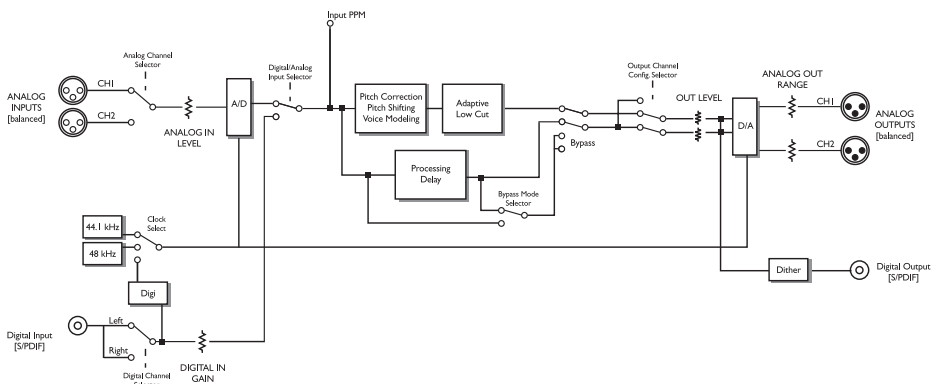 Input PPM
Analog Channel
Selector
Digital/Analog
Input Selector
Output Channel
Config. Selector
ANALOG OUT
RANGE
ANALOG
INPUTS
[balanced]
CH1
CH2
ANALOG IN
LEVEL
A/D
Pitch Correction
Pitch Shifting
Voice Modeling
Adaptive
Low Cut
Bypass
OUT LEVEL
D/A
CH1
CH2
ANALOG
OUTPUTS
[balanced]
Processing
Delay
Bypass Mode
Selector
44.1 kHz
48 kHz
Clock
Select
Digi
Dither
Digital Output
[S/PDIF]
Digital Input
[S/PDIF]
Left
Right
DIGITAL IN
GAIN
Digital Channel
Selector